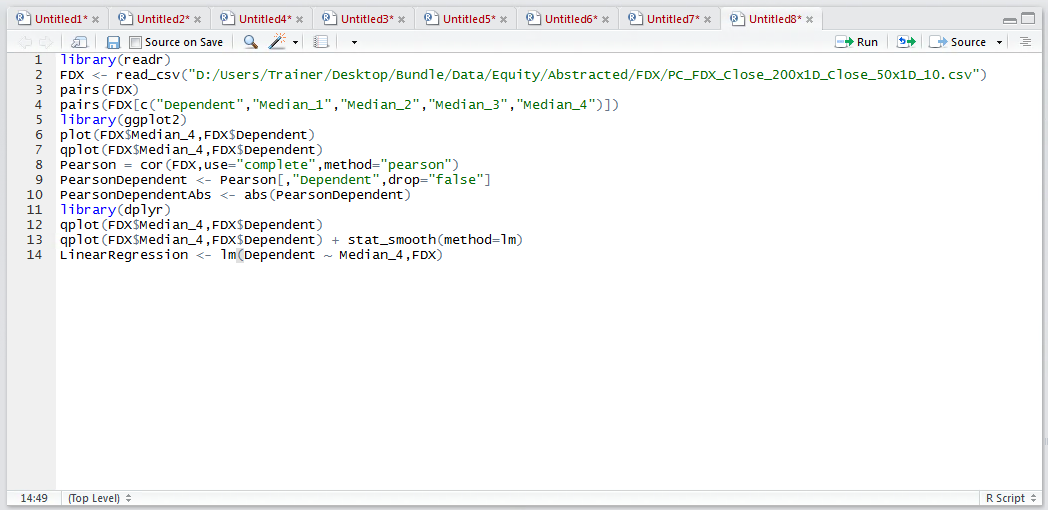 Untitled1* Untitled2* Untitled4* Untitled3* Untitled5* Untitled6* Untitled7* Untitled8*
Source on Save Run Source
1 library(readr)
2 FDX <- read_csv("D:/Users/Trainer/Desktop/Bundle/Data/Equity/Abstracted/FDX/PC_FDX_Close_200x1D_Close_50x1D_10.csv")
3 pairs(FDX)
4 pairs(FDX[c("Dependent","Median_1","Median_2","Median_3","Median_4")])
5 library(ggplot2)
6 plot(FDX$Median_4,FDX$Dependent)
7 qplot(FDX$Median_4,FDX$Dependent)
8 Pearson = cor(FDX,use="complete",method="pearson")
9 PearsonDependent <- Pearson[,"Dependent",drop="false"]
10 PearsonDependentAbs <- abs(PearsonDependent)
11 library(dplyr)
12 qplot(FDX$Median_4,FDX$Dependent)
13 qplot(FDX$Median_4,FDX$Dependent) + stat_smooth(method=lm)
14 LinearRegression <- lm(Dependent ~ Median_4,FDX)
14:49 (Top Level) R Script